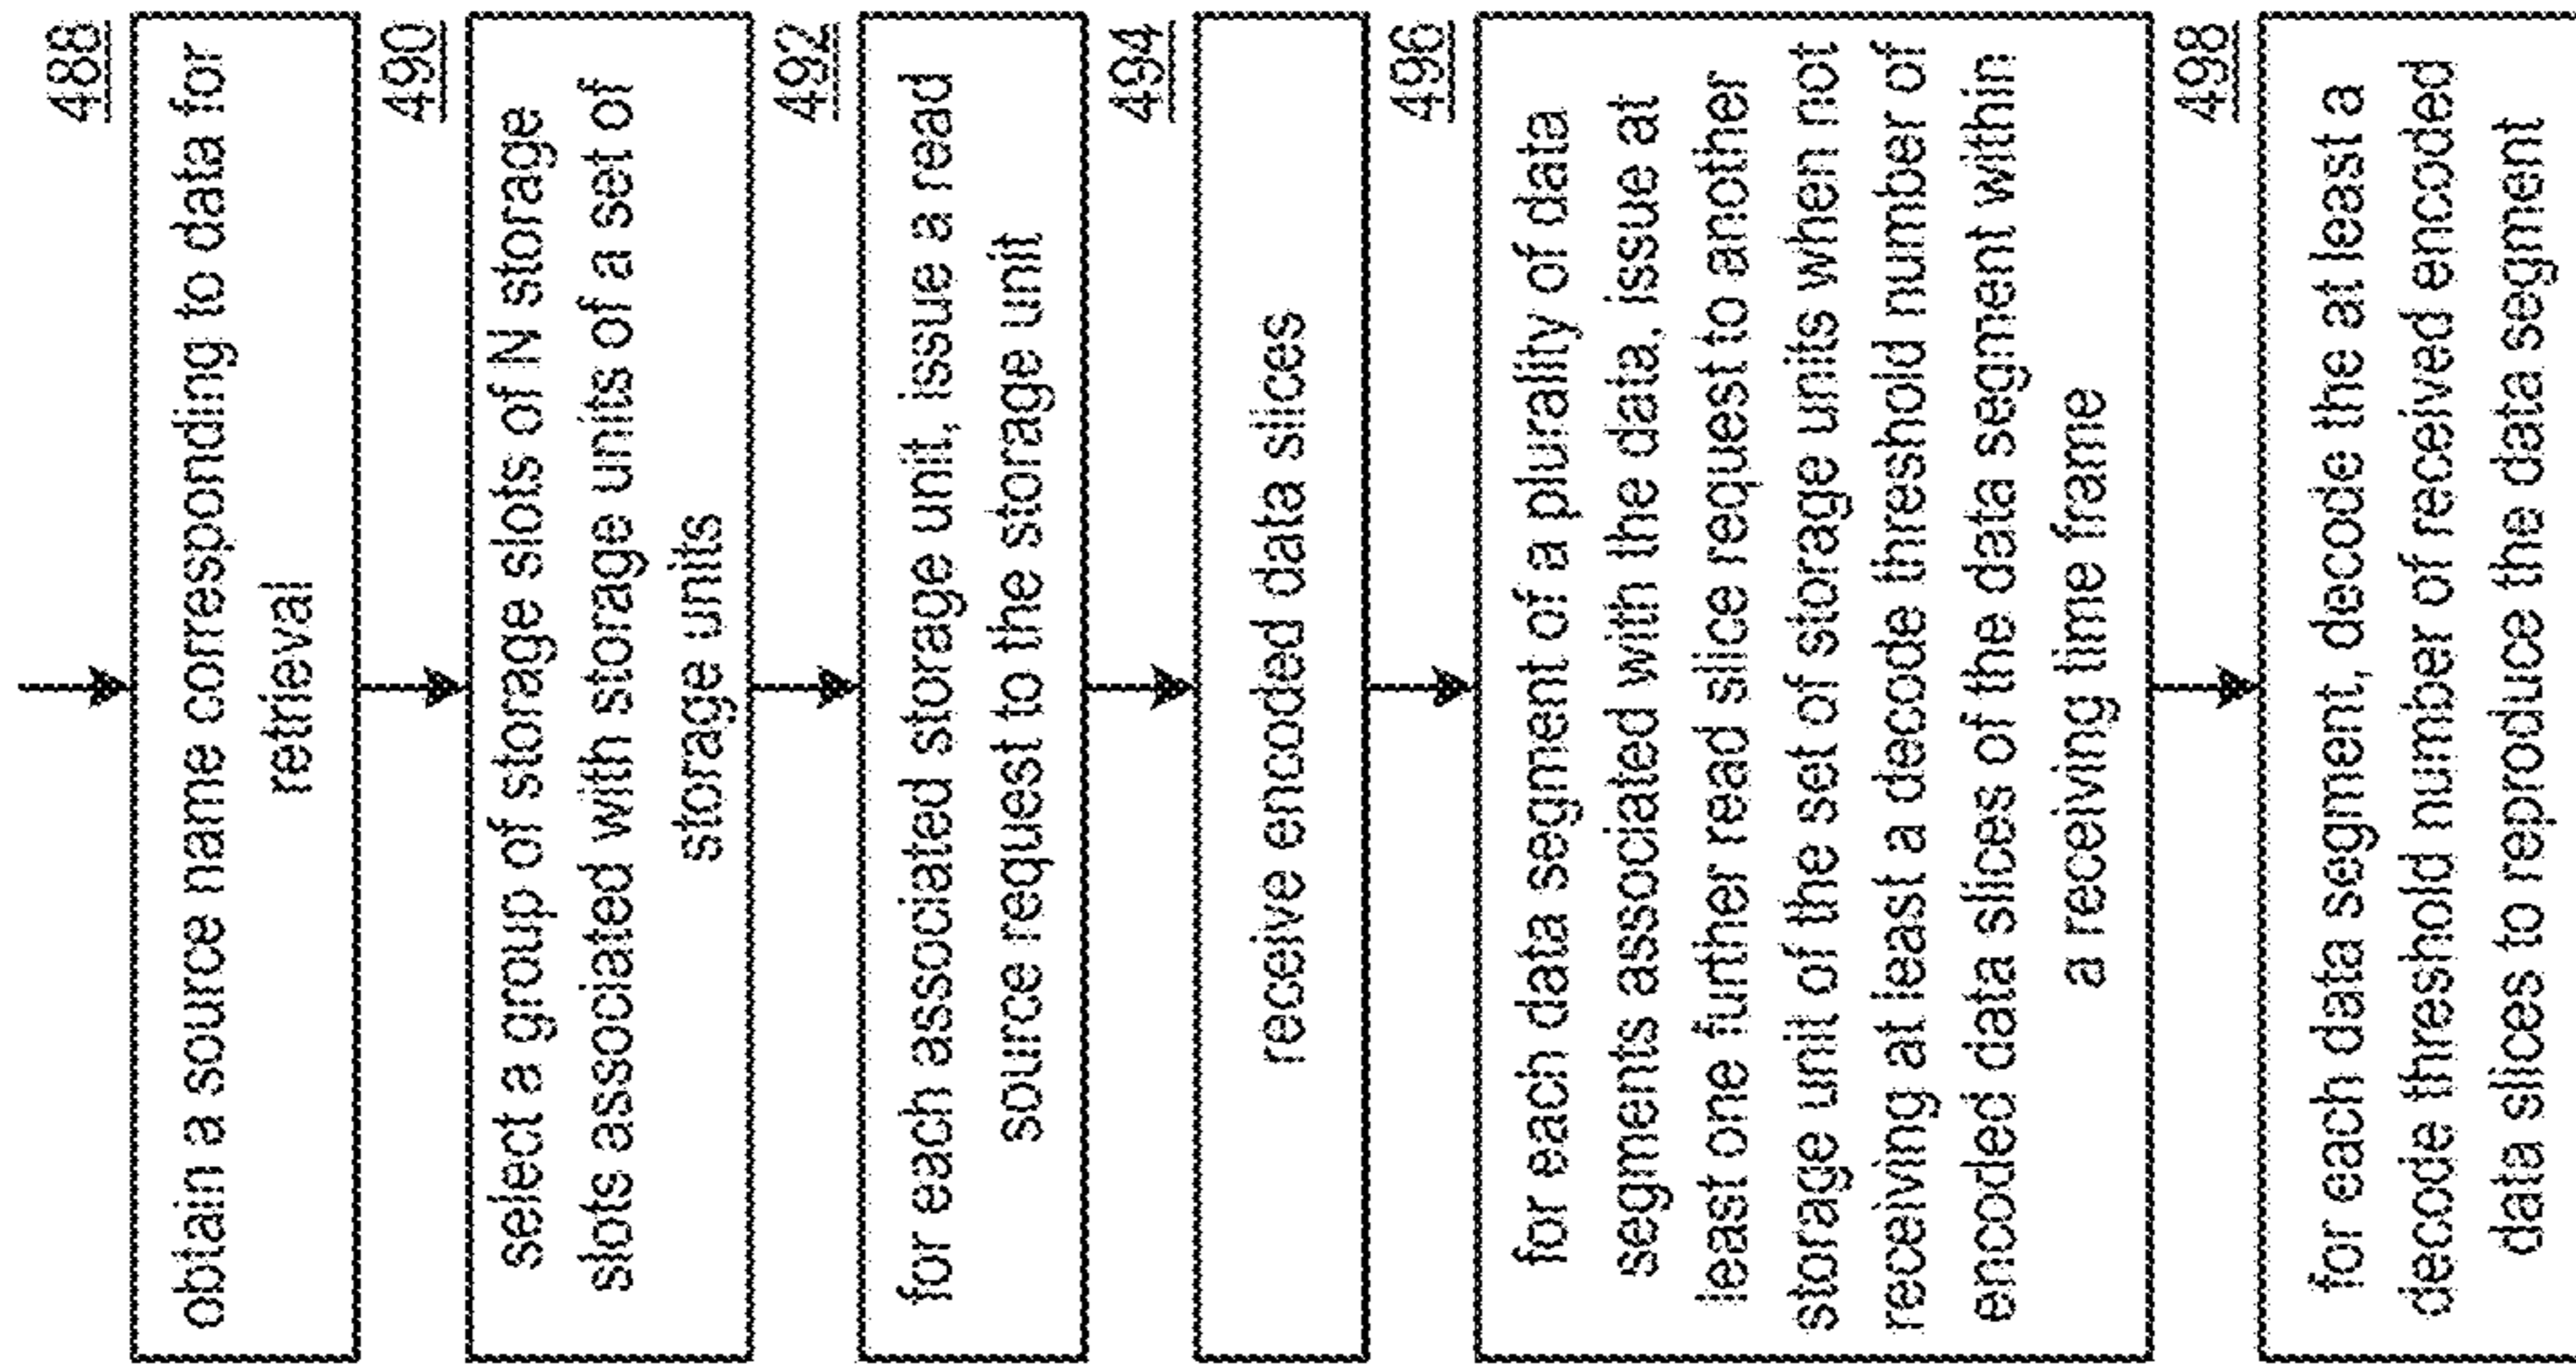 488
obtain a source name corresponding to data for
retrieval
490
select a group of storage slots of N storage
slots associated with storage units of a set of
storage units
492
for each associated storage unit, issue a read
source request to the storage unit
494
receive encoded data slices
496
for each data segment of a plurality of data
segments associated with the data, issue at
least one further read slice request to another
storage unit of the set of storage units when not
receiving at least a decode threshold number of
encoded data slices of the data segment within
a receiving time frame
498
for each data segment, decode the at least a
decode threshold number of received encoded
data slices to reproduce the data segment